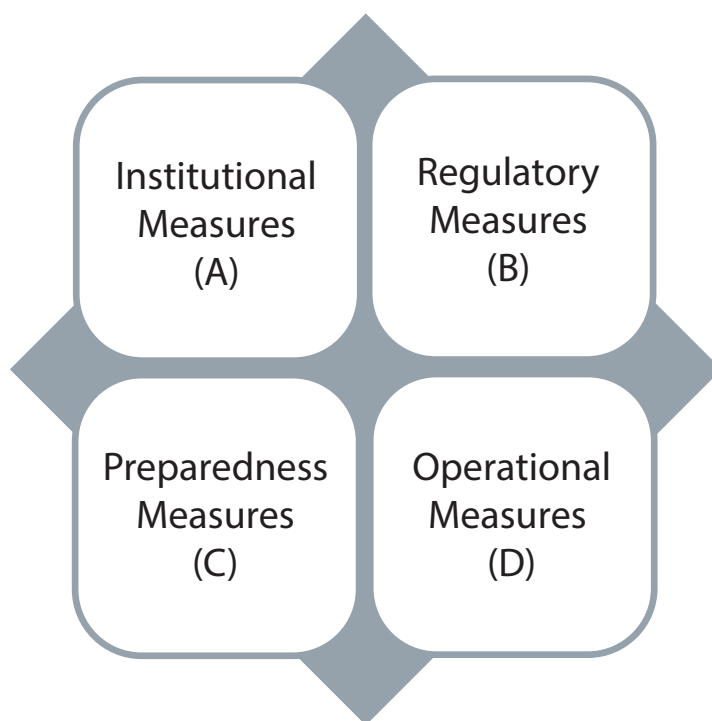 Institutional
Measures
(A)
Regulatory
Measures
(B)
Preparedness
Measures
(C)
Operational
Measures
(D)